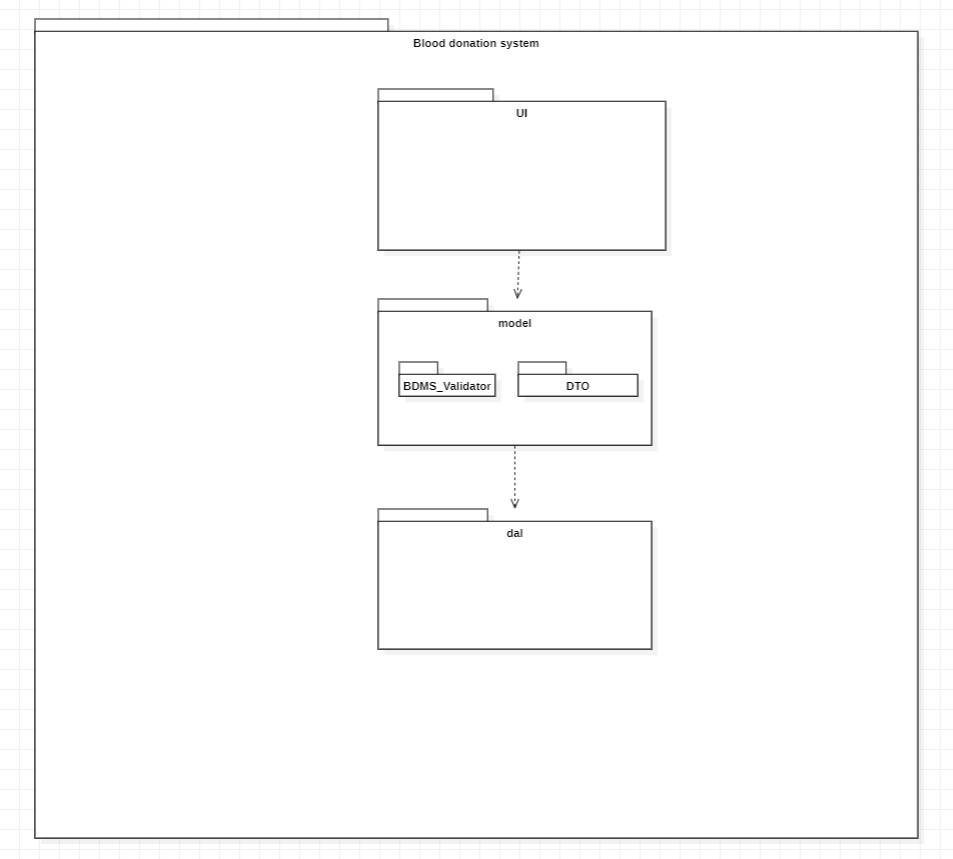 Blood donation system
UI
model
BDMS_Validator
DTO
dal